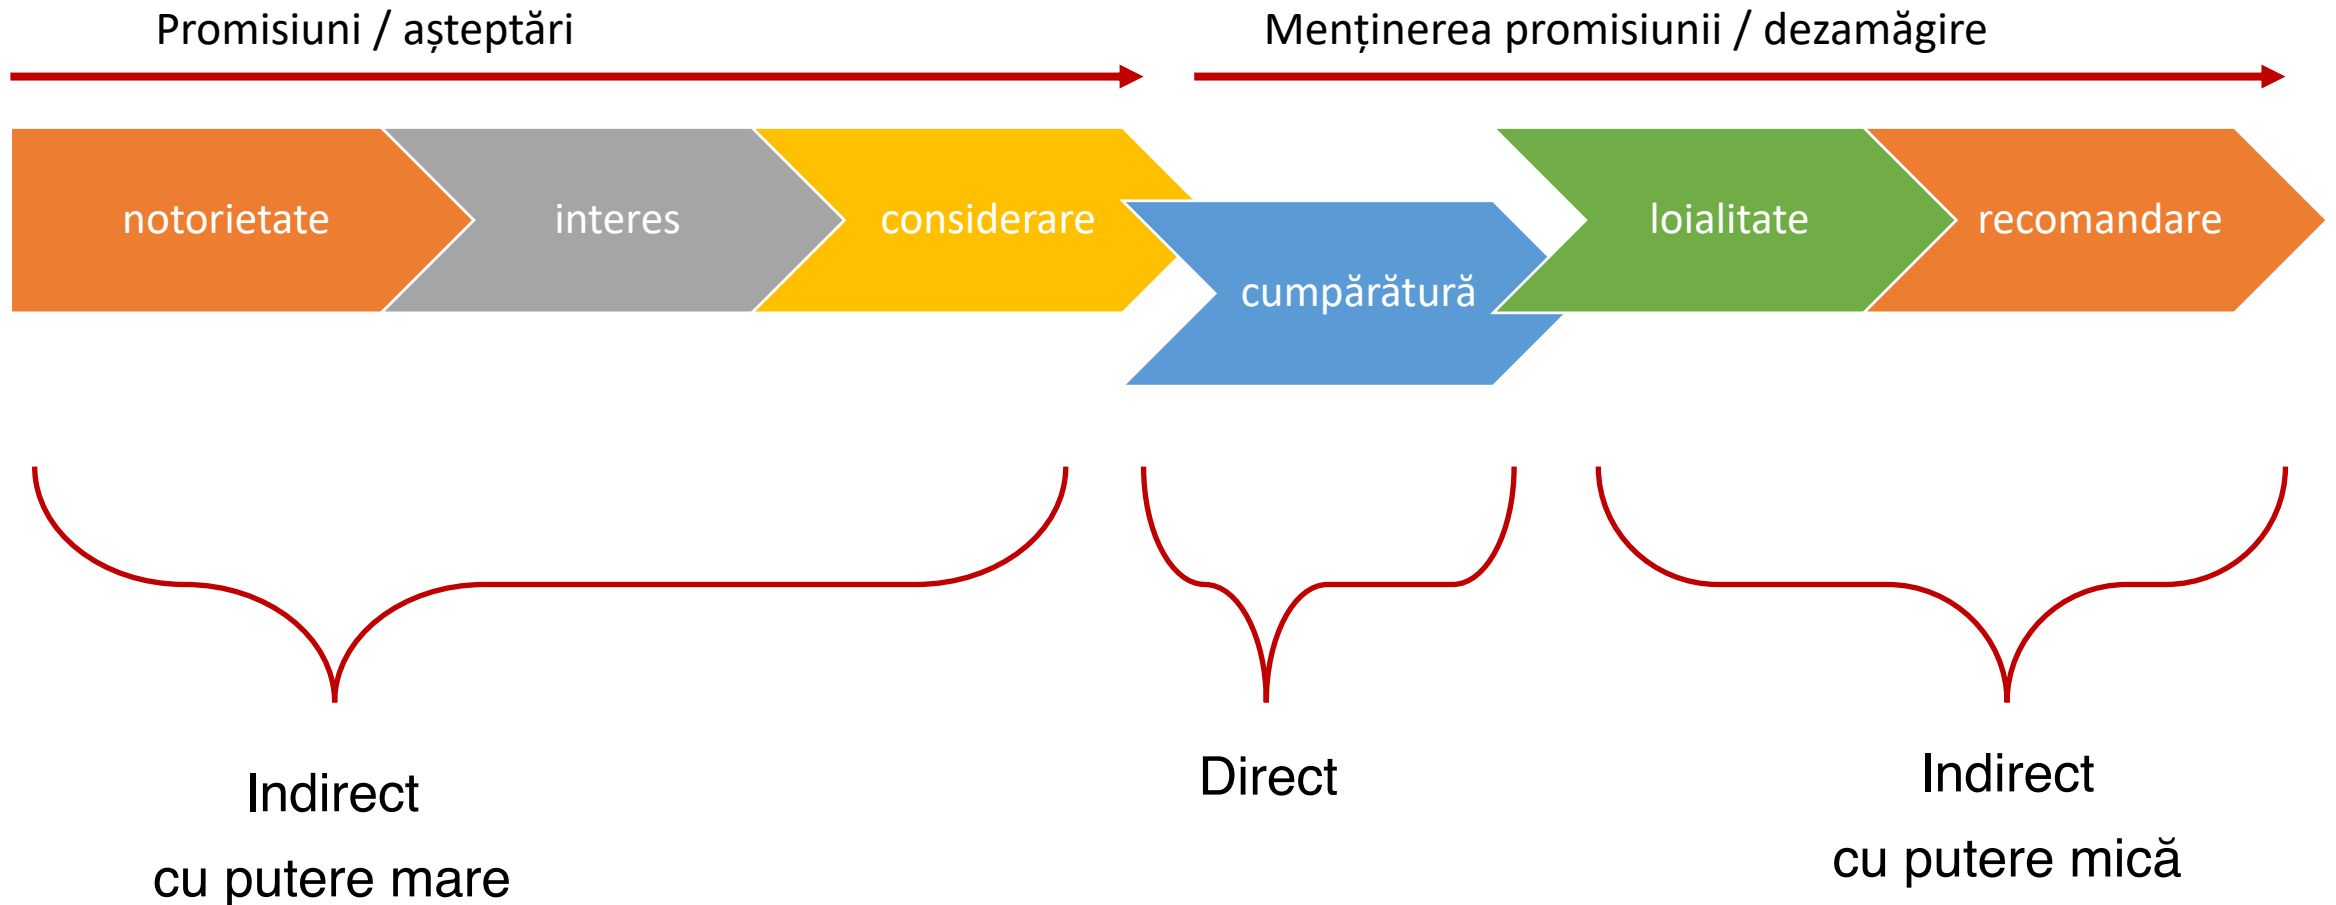 Promisiuni / așteptări
Menținerea promisiunii / dezamăgire
notorietate
interes
considerare
cumpărătură
loialitate
recomandare
Indirect
cu putere mare
Direct
Indirect
cu putere mică